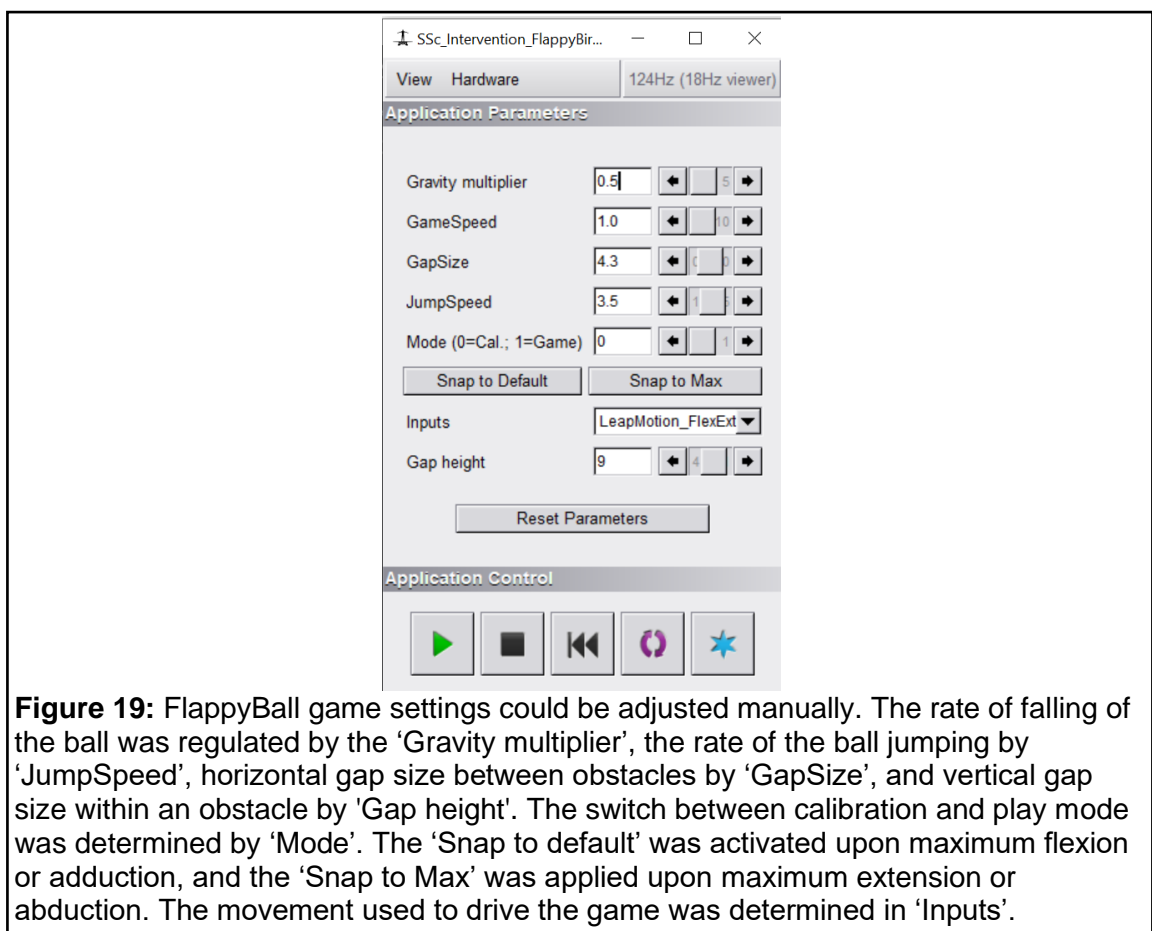 SSc_Intervention_FlappyBir...
View Hardware 124Hz (18Hz viewer)
Application Parameters
Gravity multiplier 0.5 5
GameSpeed 1.0 10
GapSize 4.3 0
JumpSpeed 3.5 1
Mode (0=Cal.; 1=Game) 0 1
Snap to Default Snap to Max
Inputs LeapMotion_FlexExt
Gap height 9 4
Reset Parameters
Application Control
Figure 19: FlappyBall game settings could be adjusted manually. The rate of falling of
the ball was regulated by the ‘Gravity multiplier’, the rate of the ball jumping by
‘JumpSpeed’, horizontal gap size between obstacles by ‘GapSize’, and vertical gap
size within an obstacle by 'Gap height'. The switch between calibration and play mode
was determined by ‘Mode’. The ‘Snap to default’ was activated upon maximum flexion
or adduction, and the ‘Snap to Max’ was applied upon maximum extension or
abduction. The movement used to drive the game was determined in ‘Inputs’.